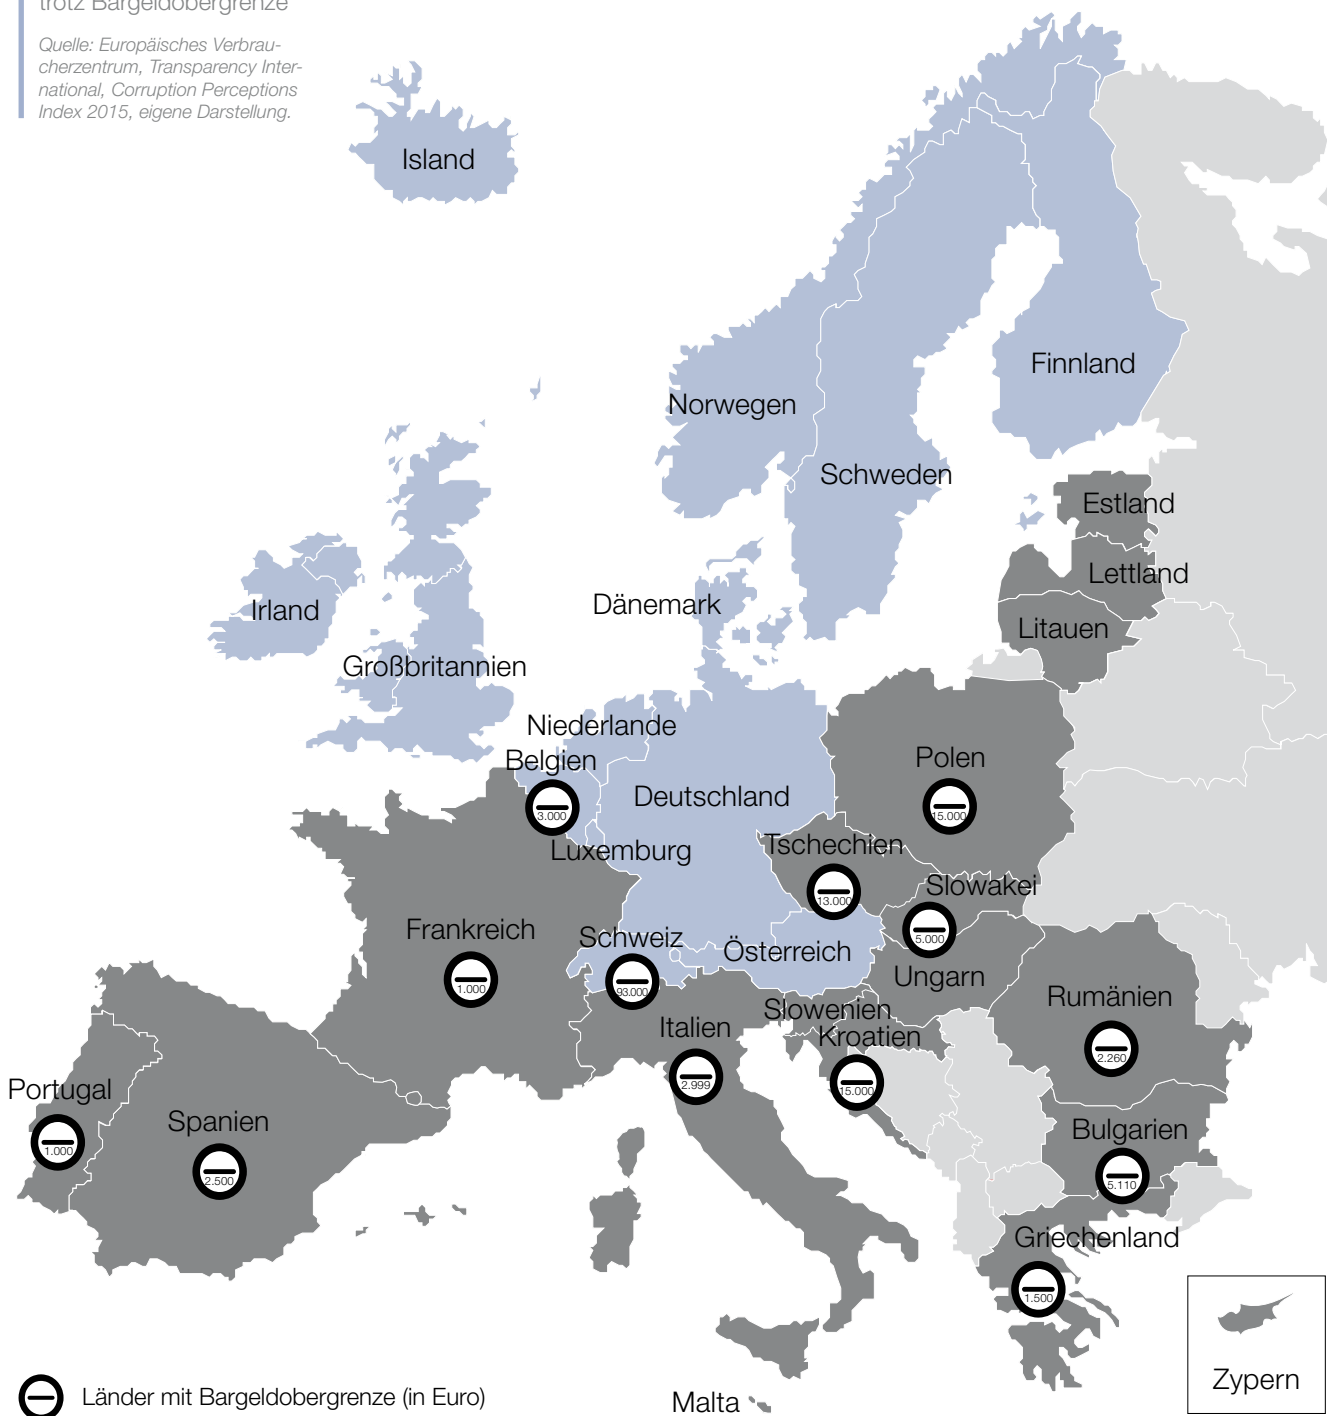 trotz Bargeldobergrenze
Quelle: Europäisches Verbrau-
cherzentrum, Transparency Inter-
national, Corruption Perceptions
Index 2015, eigene Darstellung.
Island
Finnland
Norwegen
Schweden
Estland
Lettland
Dänemark
Irland
Litauen
Großbritannien
Niederlande
Belgien
3.000
Polen
15.000
Deutschland
Tschechien
13.000
Luxemburg
Slowakei
5.000
Frankreich
1.000
Schweiz
93.000
Österreich
Ungarn
Rumänien
2.260
Slowenien
Italien
2.999
Kroatien
15.000
Portugal
1.000
Spanien
2.500
Bulgarien
5.110
Griechenland
1.500
Zypern
Länder mit Bargeldobergrenze (in Euro)
Malta